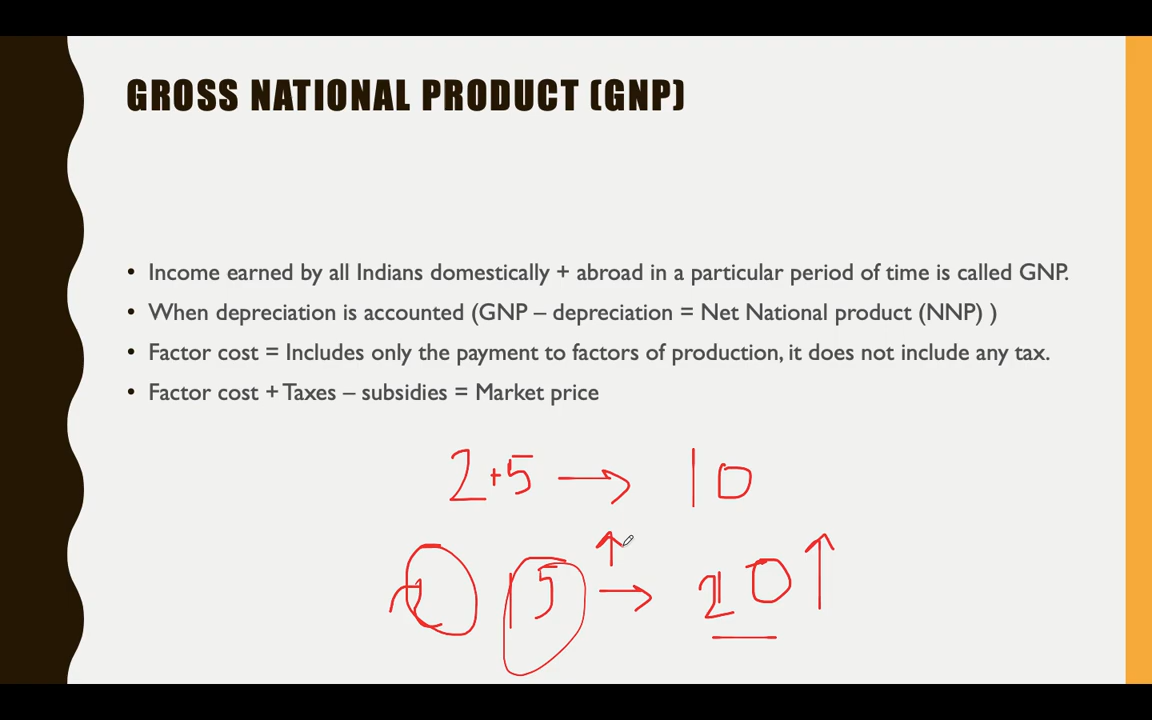 GROSS NATIONAL PRODUCT (GNP)
• Income earned by all Indians domestically + abroad in a particular period of time is called GNP.
• When depreciation is accounted (GNP – depreciation = Net National product (NNP) )
• Factor cost = Includes only the payment to factors of production, it does not include any tax.
• Factor cost + Taxes – subsidies = Market price
2+5 → 10
2 15 ↑ → 20 ↑